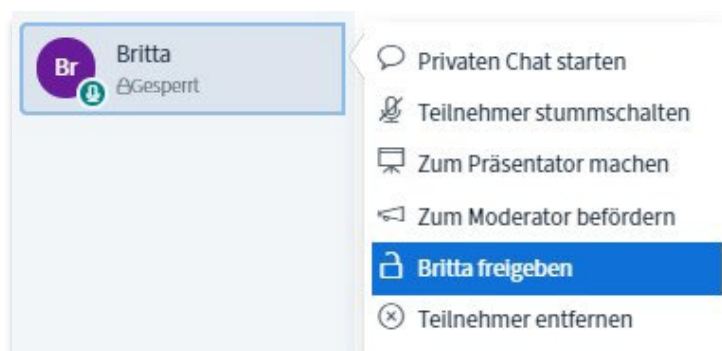 Br
Britta
Gesperrt
Privaten Chat starten
Teilnehmer stummschalten
Zum Präsentator machen
Zum Moderator befördern
Britta freigeben
Teilnehmer entfernen